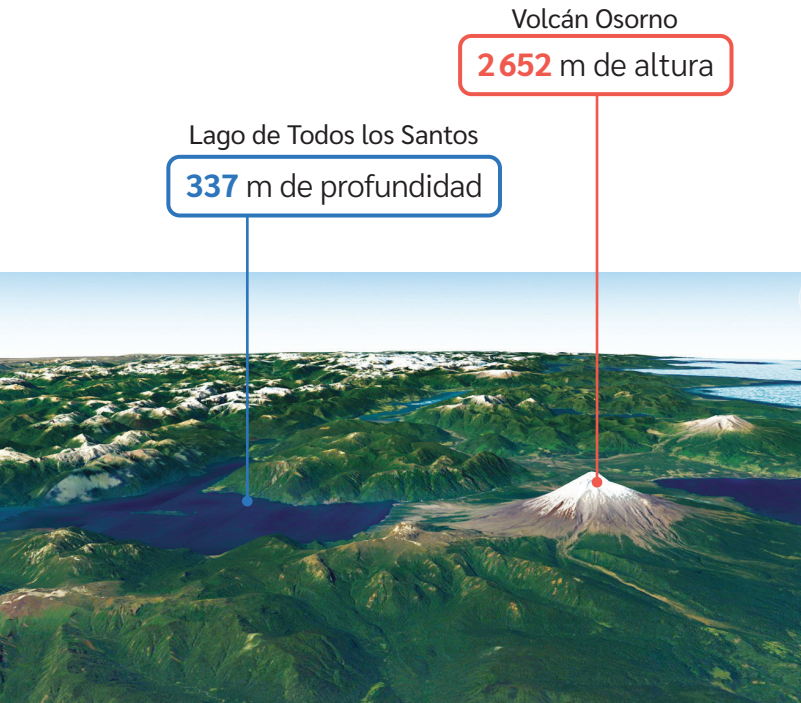 Volcán Osorno
2 652 m de altura
Lago de Todos los Santos
337 m de profundidad